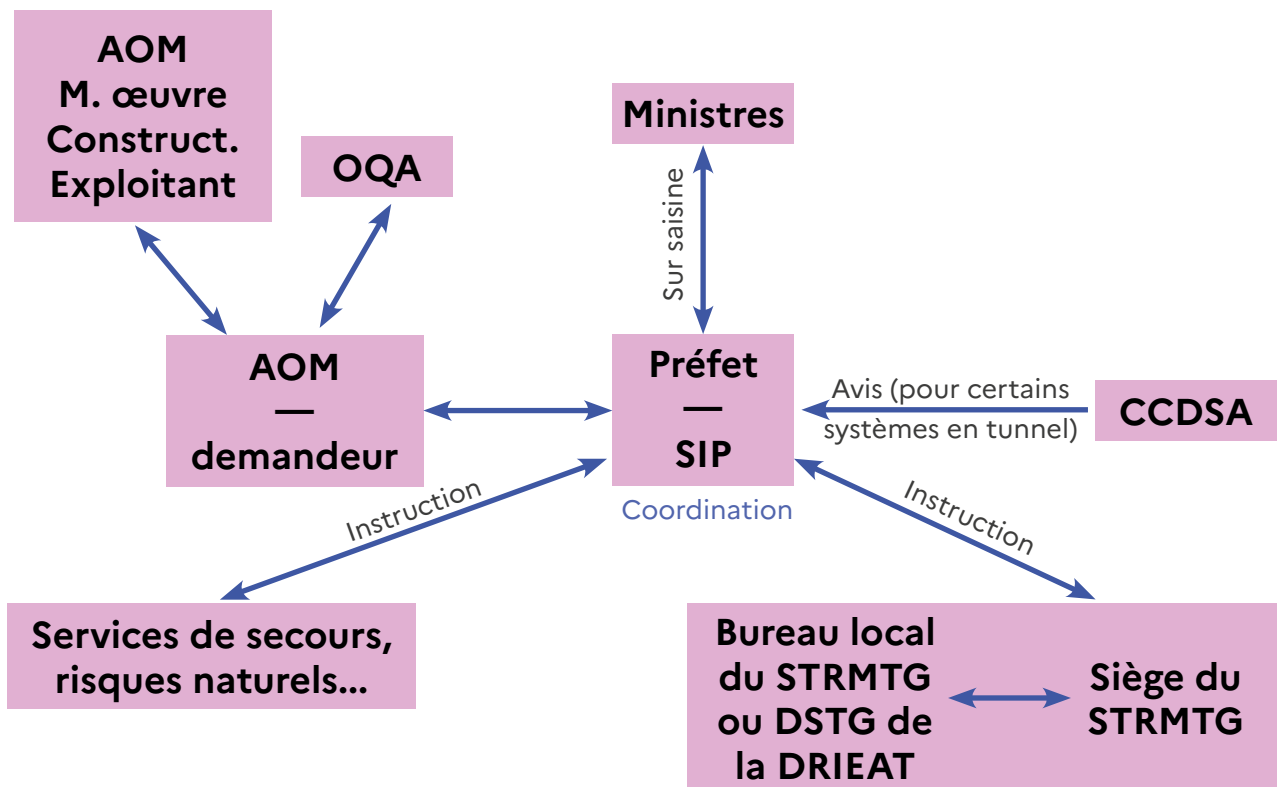 AOM
M. œuvre
Construct.
Exploitant
OQA
Ministres
Sur saisine
AOM
—
demandeur
Préfet
—
SIP
Coordination
Avis (pour certains
systèmes en tunnel)
CCDSA
Instruction
Instruction
Services de secours,
risques naturels...
Bureau local
du STRMTG
ou DSTG de
la DRIEAT
Siège du
STRMTG